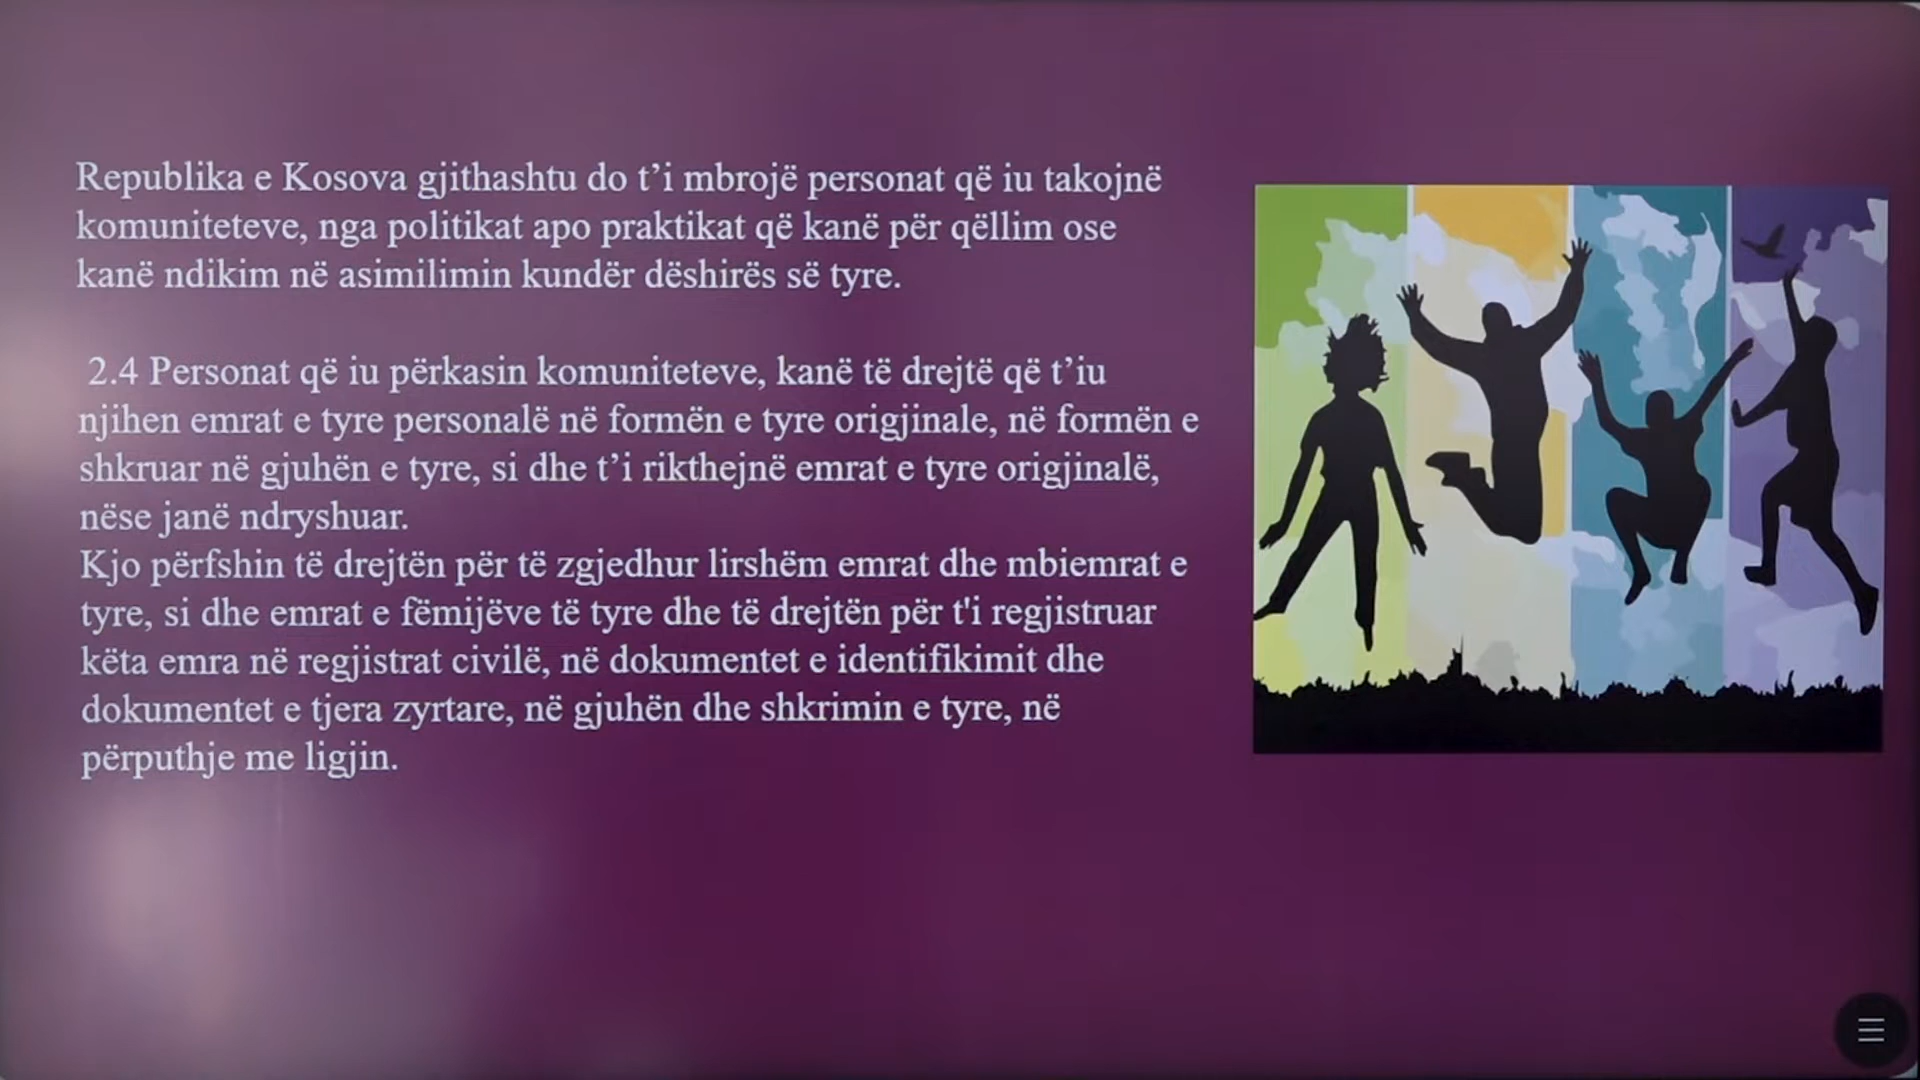 Republika e Kosova gjithashtu do t’i mbrojë personat që iu takojnë
komuniteteve, nga politikat apo praktikat që kanë për qëllim ose
kanë ndikim në asimilimin kundër dëshirës së tyre.
2.4 Personat që iu përkasin komuniteteve, kanë të drejtë që t’iu
njihen emrat e tyre personalë në formën e tyre origjinale, në formën e
shkruar në gjuhën e tyre, si dhe t’i rikthejnë emrat e tyre origjinalë,
nëse janë ndryshuar.
Kjo përfshin të drejtën për të zgjedhur lirshëm emrat dhe mbiemrat e
tyre, si dhe emrat e fëmijëve të tyre dhe të drejtën për t'i regjistruar
këta emra në regjistrat civilë, në dokumentet e identifikimit dhe
dokumentet e tjera zyrtare, në gjuhën dhe shkrimin e tyre, në
përputhje me ligjin.